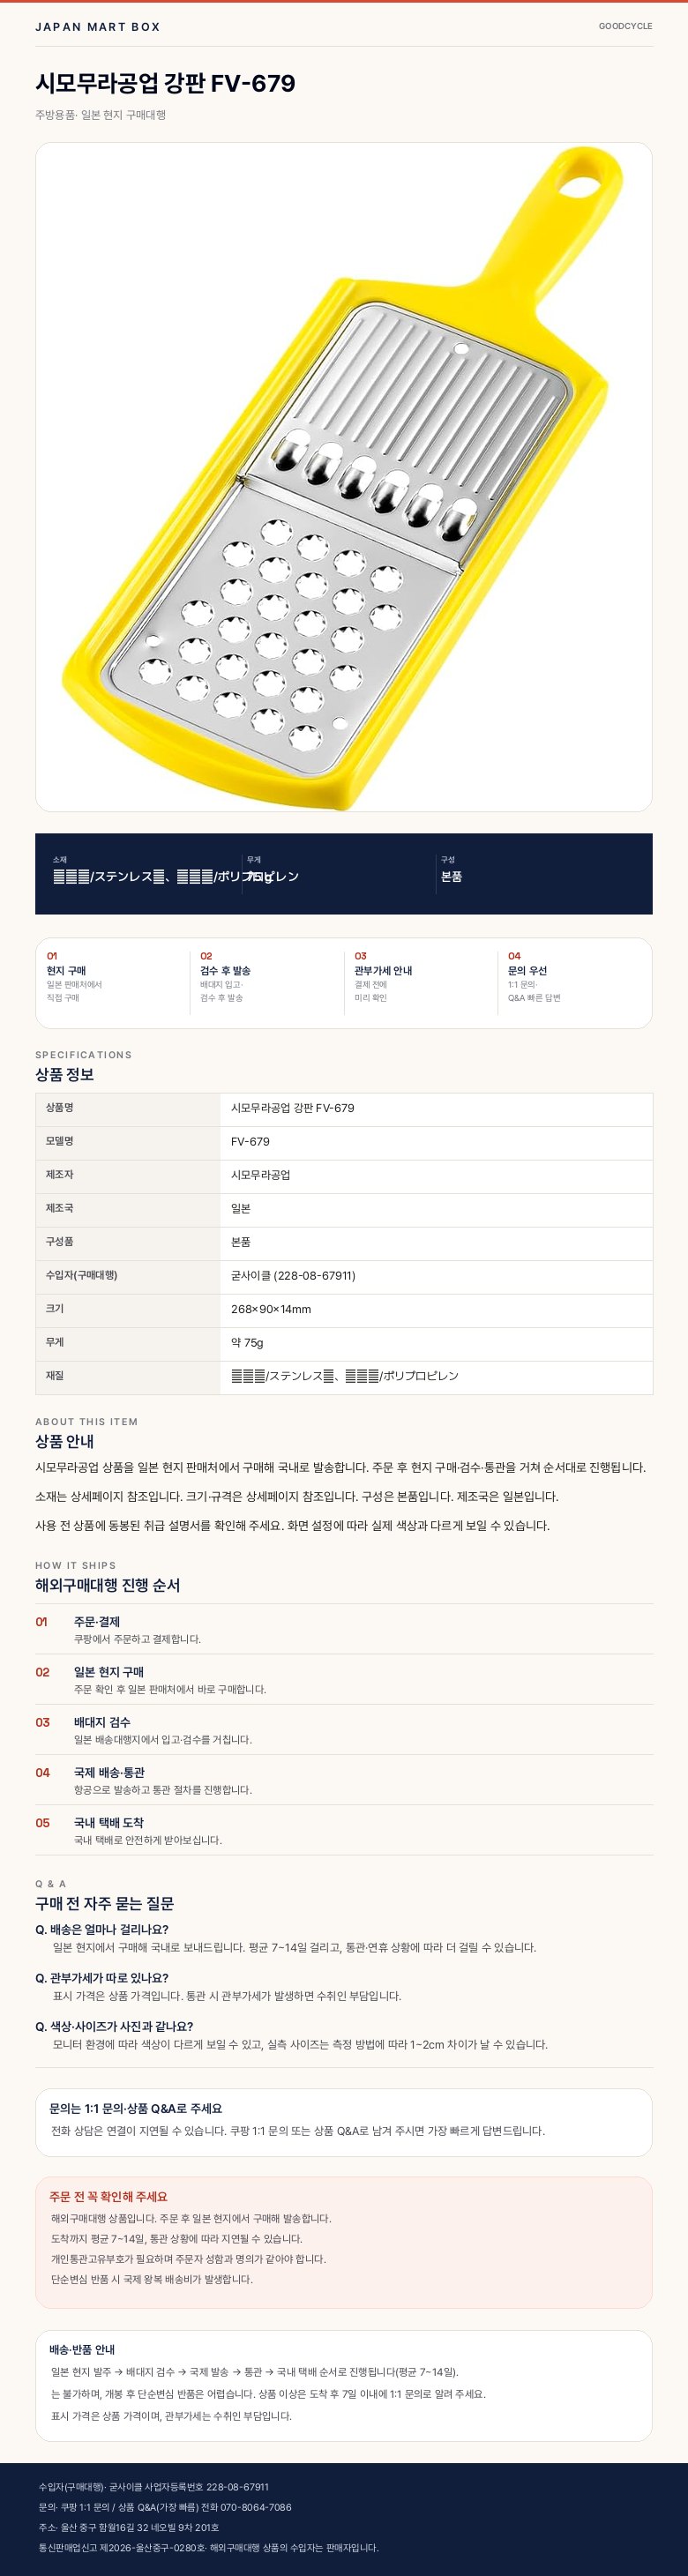 JAPAN MART BOX
GOODCYCLE
시모무라공업 강판 FV-679
주방용품· 일본 현지 구매대행
소재
/ステンレス、/ポリプロピレン
무게
구성
본품
01
현지 구매
일본 판매처에서
직접 구매
02
검수 후 발송
배대지 입고·
검수 후 발송
03
관부가세 안내
결제 전에
미리 확인
04
문의 우선
1:1 문의·
Q&A 빠른 답변
SPECIFICATIONS
상품 정보
상품명 시모무라공업 강판 FV-679
모델명 FV-679
제조자 시모무라공업
제조국 일본
구성품 본품
수입자(구매대행) 굳사이클 (228-08-67911)
크기 268×90×14mm
무게 약 75g
재질 /ステンレス、/ポリプロピレン
ABOUT THIS ITEM
상품 안내
시모무라공업 상품을 일본 현지 판매처에서 구매해 국내로 발송합니다. 주문 후 현지 구매·검수·통관을 거쳐 순서대로 진행됩니다.
소재는 상세페이지 참조입니다. 크기·규격은 상세페이지 참조입니다. 구성은 본품입니다. 제조국은 일본입니다.
사용 전 상품에 동봉된 취급 설명서를 확인해 주세요. 화면 설정에 따라 실제 색상과 다르게 보일 수 있습니다.
HOW IT SHIPS
해외구매대행 진행 순서
01 주문·결제
쿠팡에서 주문하고 결제합니다.
02 일본 현지 구매
주문 확인 후 일본 판매처에서 바로 구매합니다.
03 배대지 검수
일본 배송대행지에서 입고·검수를 거칩니다.
04 국제 배송·통관
항공으로 발송하고 통관 절차를 진행합니다.
05 국내 택배 도착
국내 택배로 안전하게 받아보십니다.
Q & A
구매 전 자주 묻는 질문
Q. 배송은 얼마나 걸리나요?
일본 현지에서 구매해 국내로 보내드립니다. 평균 7~14일 걸리고, 통관·연휴 상황에 따라 더 걸릴 수 있습니다.
Q. 관부가세가 따로 있나요?
표시 가격은 상품 가격입니다. 통관 시 관부가세가 발생하면 수취인 부담입니다.
Q. 색상·사이즈가 사진과 같나요?
모니터 환경에 따라 색상이 다르게 보일 수 있고, 실측 사이즈는 측정 방법에 따라 1~2cm 차이가 날 수 있습니다.
문의는 1:1 문의·상품 Q&A로 주세요
전화 상담은 연결이 지연될 수 있습니다. 쿠팡 1:1 문의 또는 상품 Q&A로 남겨 주시면 가장 빠르게 답변드립니다.
주문 전 꼭 확인해 주세요
해외구매대행 상품입니다. 주문 후 일본 현지에서 구매해 발송합니다.
도착까지 평균 7~14일, 통관 상황에 따라 지연될 수 있습니다.
개인통관고유부호가 필요하며 주문자 성함과 명의가 같아야 합니다.
단순변심 반품 시 국제 왕복 배송비가 발생합니다.
배송·반품 안내
일본 현지 발주 → 배대지 검수 → 국제 발송 → 통관 → 국내 택배 순서로 진행됩니다(평균 7~14일).
는 불가하며, 개봉 후 단순변심 반품은 어렵습니다. 상품 이상은 도착 후 7일 이내에 1:1 문의로 알려 주세요.
표시 가격은 상품 가격이며, 관부가세는 수취인 부담입니다.
수입자(구매대행)· 굳사이클 사업자등록번호 228-08-67911
문의· 쿠팡 1:1 문의 / 상품 Q&A(가장 빠름) 전화 070-8064-7086
주소· 울산 중구 함월16길 32 네오빌 9차 201호
통신판매업신고 제2026-울산중구-0280호· 해외구매대행 상품의 수입자는 판매자입니다.